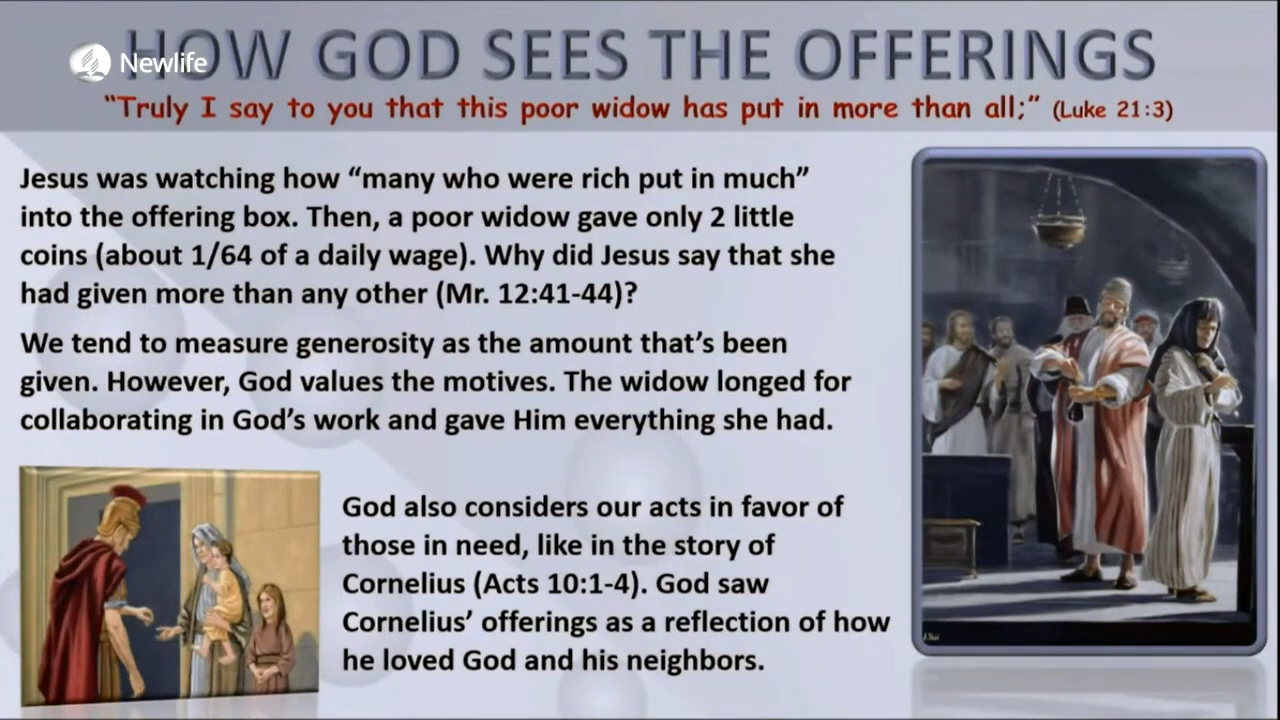 HOW GOD SEES THE OFFERINGS
Newlife
“Truly I say to you that this poor widow has put in more than all;” (Luke 21:3)
Jesus was watching how “many who were rich put in much”
into the offering box. Then, a poor widow gave only 2 little
coins (about 1/64 of a daily wage). Why did Jesus say that she
had given more than any other (Mr. 12:41-44)?
We tend to measure generosity as the amount that’s been
given. However, God values the motives. The widow longed for
collaborating in God’s work and gave Him everything she had.
God also considers our acts in favor of
those in need, like in the story of
Cornelius (Acts 10:1-4). God saw
Cornelius’ offerings as a reflection of how
he loved God and his neighbors.